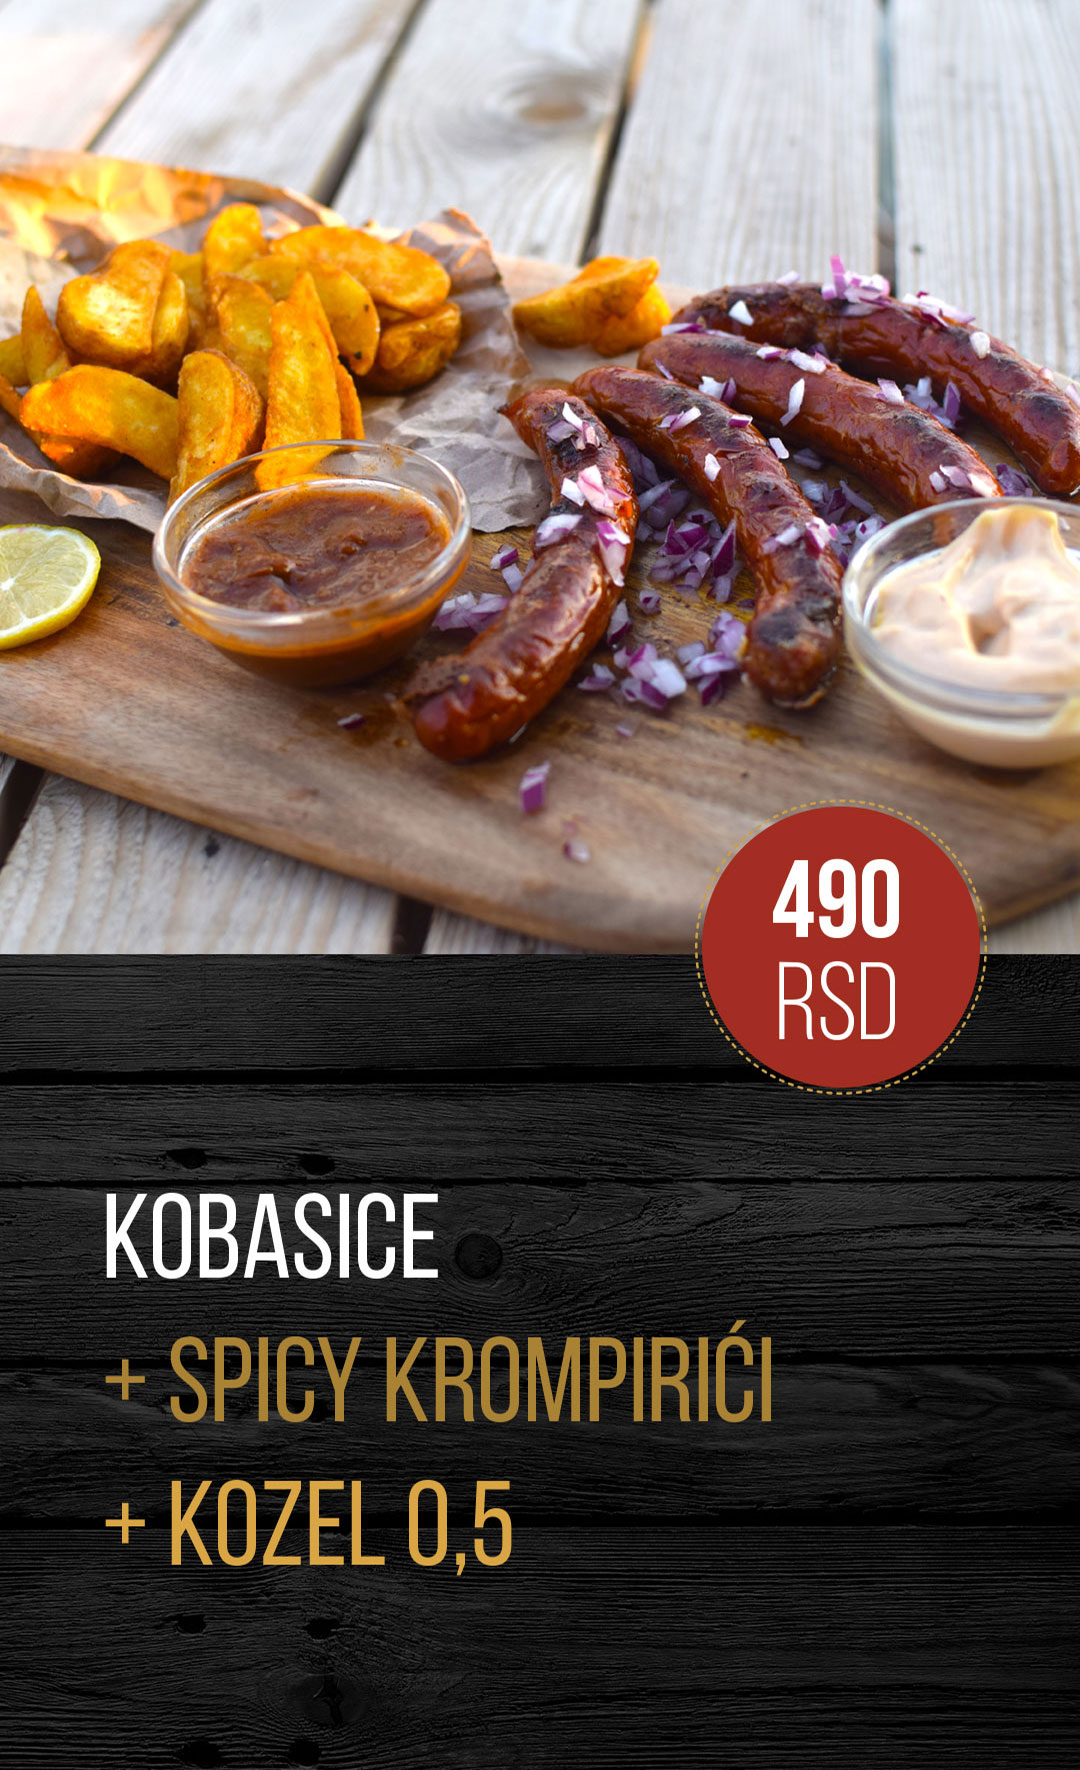 490
RSD
KOBASICE
+ SPICY KROMPIRIĆI
+ KOZEL 0,5